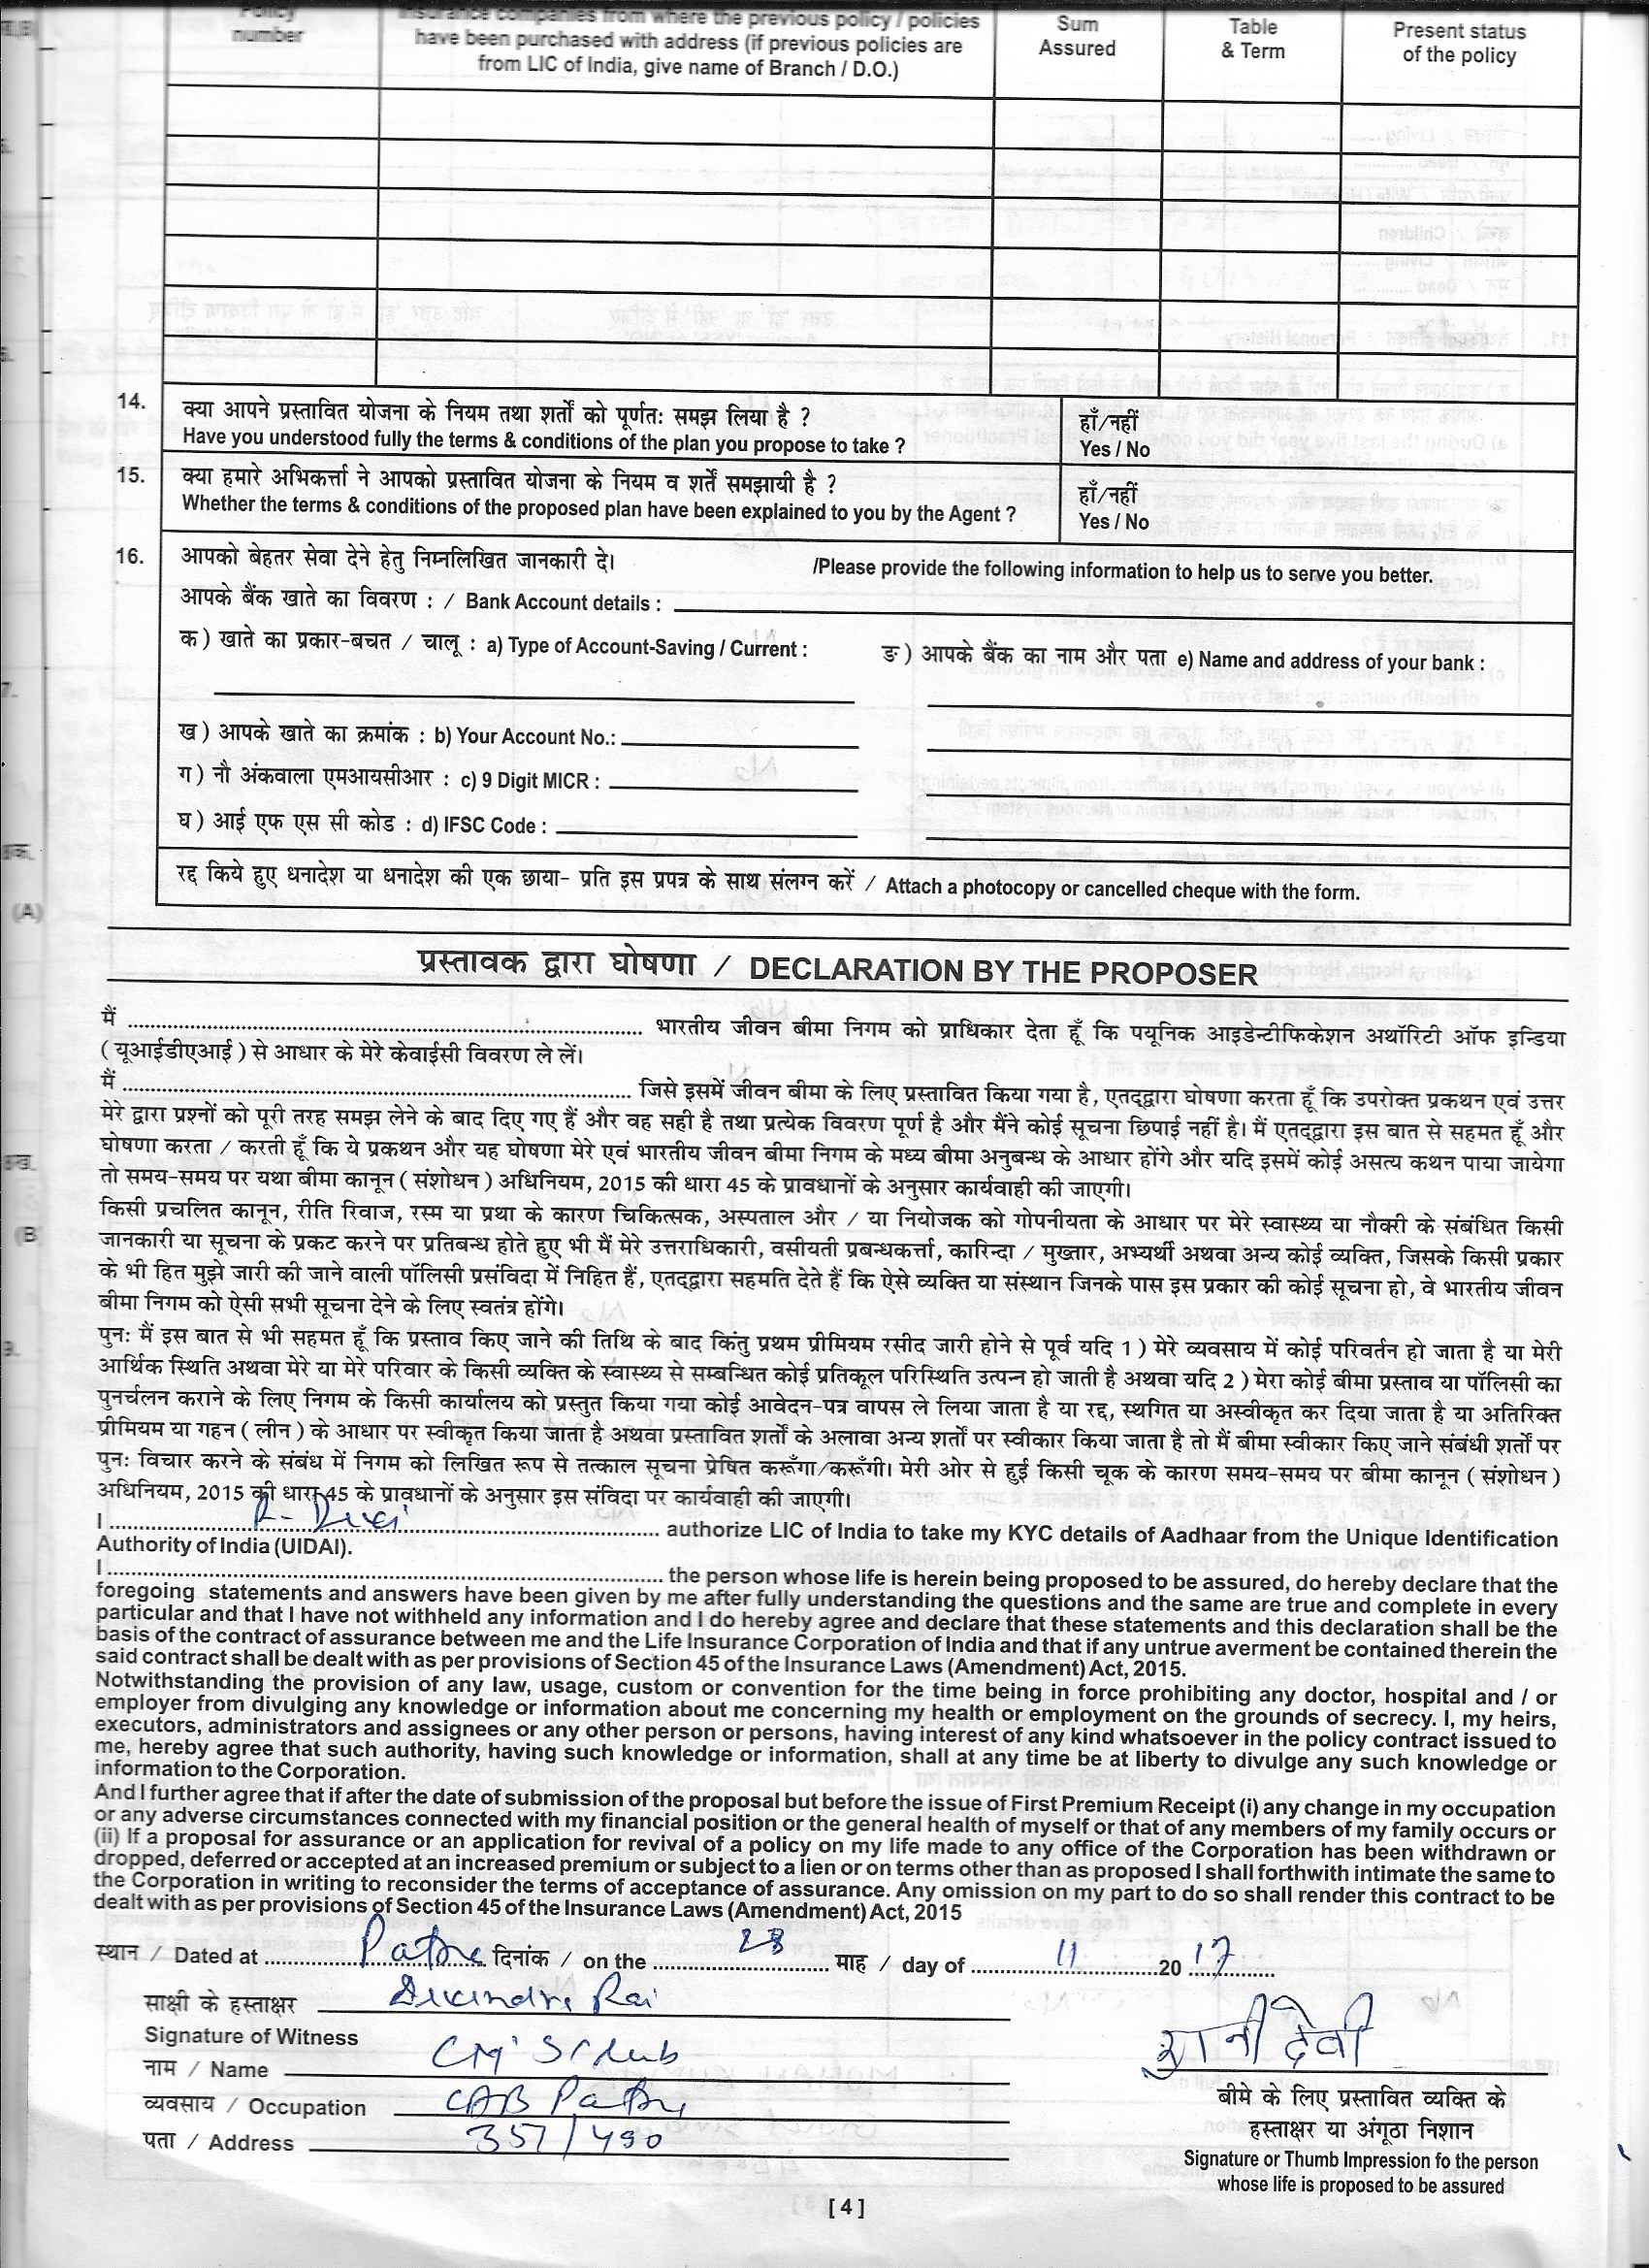 Policy number
Insurance companies from where the previous policy / policies have been purchased with address (if previous policies are from LIC of India, give name of Branch / D.O.)
Sum Assured
Table & Term
Present status of the policy
14. क्या आपने प्रस्तावित योजना के नियम तथा शर्तों को पूर्णतः समझ लिया है ? हाँ/नहीं
Have you understood fully the terms & conditions of the plan you propose to take ? Yes / No
15. क्या हमारे अभिकर्त्ता ने आपको प्रस्तावित योजना के नियम व शर्तें समझायी है ? हाँ/नहीं
Whether the terms & conditions of the proposed plan have been explained to you by the Agent ? Yes / No
16. आपको बेहतर सेवा देने हेतु निम्नलिखित जानकारी दे। /Please provide the following information to help us to serve you better.
आपके बैंक खाते का विवरण : / Bank Account details :
क) खाते का प्रकार-बचत / चालू : a) Type of Account-Saving / Current :
ङ) आपके बैंक का नाम और पता e) Name and address of your bank :
ख) आपके खाते का क्रमांक : b) Your Account No.:
ग) नौ अंकवाला एमआयसीआर : c) 9 Digit MICR :
घ) आई एफ एस सी कोड : d) IFSC Code :
रद्द किये हुए धनादेश या धनादेश की एक छाया- प्रति इस प्रपत्र के साथ संलग्न करें / Attach a photocopy or cancelled cheque with the form.
प्रस्तावक द्वारा घोषणा / DECLARATION BY THE PROPOSER
मैं ........ भारतीय जीवन बीमा निगम को प्राधिकार देता हूँ कि पयूनिक आइडेन्टीफिकेशन अथॉरिटी ऑफ इन्डिया
(यूआईडीएआई) से आधार के मेरे केवाईसी विवरण ले लें।
मैं ........ जिसे इसमें जीवन बीमा के लिए प्रस्तावित किया गया है, एतद्द्वारा घोषणा करता हूँ कि उपरोक्त प्रकथन एवं उत्तर
मेरे द्वारा प्रश्नों को पूरी तरह समझ लेने के बाद दिए गए हैं और वह सही है तथा प्रत्येक विवरण पूर्ण है और मैंने कोई सूचना छिपाई नहीं है। मैं एतद्द्वारा इस बात से सहमत हूँ और
घोषणा करता / करती हूँ कि ये प्रकथन और यह घोषणा मेरे एवं भारतीय जीवन बीमा निगम के मध्य बीमा अनुबन्ध के आधार होंगे और यदि इसमें कोई असत्य कथन पाया जायेगा
तो समय-समय पर यथा बीमा कानून (संशोधन) अधिनियम, 2015 की धारा 45 के प्रावधानों के अनुसार कार्यवाही की जाएगी।
किसी प्रचलित कानून, रीति रिवाज, रस्म या प्रथा के कारण चिकित्सक, अस्पताल और / या नियोजक को गोपनीयता के आधार पर मेरे स्वास्थ्य या नौकरी के संबंधित किसी
जानकारी या सूचना के प्रकट करने पर प्रतिबन्ध होते हुए भी मैं मेरे उत्तराधिकारी, वसीयती प्रबन्धकर्त्ता, कारिन्दा / मुख्तार, अभ्यर्थी अथवा अन्य कोई व्यक्ति, जिसके किसी प्रकार
के भी हित मुझे जारी की जाने वाली पॉलिसी प्रसंविदा में निहित हैं, एतद्द्वारा सहमति देते हैं कि ऐसे व्यक्ति या संस्थान जिनके पास इस प्रकार की कोई सूचना हो, वे भारतीय जीवन
बीमा निगम को ऐसी सभी सूचना देने के लिए स्वतंत्र होंगे।
पुनः मैं इस बात से भी सहमत हूँ कि प्रस्ताव किए जाने की तिथि के बाद किंतु प्रथम प्रीमियम रसीद जारी होने से पूर्व यदि 1) मेरे व्यवसाय में कोई परिवर्तन हो जाता है या मेरी
आर्थिक स्थिति अथवा मेरे या मेरे परिवार के किसी व्यक्ति के स्वास्थ्य से सम्बन्धित कोई प्रतिकूल परिस्थिति उत्पन्न हो जाती है अथवा यदि 2) मेरा कोई बीमा प्रस्ताव या पॉलिसी का
पुनर्चलन कराने के लिए निगम के किसी कार्यालय को प्रस्तुत किया गया कोई आवेदन-पत्र वापस ले लिया जाता है या रद्द, स्थगित या अस्वीकृत कर दिया जाता है या अतिरिक्त
प्रीमियम या गहन (लीन) के आधार पर स्वीकृत किया जाता है अथवा प्रस्तावित शर्तों के अलावा अन्य शर्तों पर स्वीकार किया जाता है तो मैं बीमा स्वीकार किए जाने संबंधी शर्तों पर
पुनः विचार करने के संबंध में निगम को लिखित रूप से तत्काल सूचना प्रेषित करूँगा/करूँगी। मेरी ओर से हुई किसी चूक के कारण समय-समय पर बीमा कानून (संशोधन)
अधिनियम, 2015 की धारा 45 के प्रावधानों के अनुसार इस संविदा पर कार्यवाही की जाएगी।
I ........ R. Devi ........ authorize LIC of India to take my KYC details of Aadhaar from the Unique Identification
Authority of India (UIDAI).
I ........ the person whose life is herein being proposed to be assured, do hereby declare that the
foregoing statements and answers have been given by me after fully understanding the questions and the same are true and complete in every
particular and that I have not withheld any information and I do hereby agree and declare that these statements and this declaration shall be the
basis of the contract of assurance between me and the Life Insurance Corporation of India and that if any untrue averment be contained therein the
said contract shall be dealt with as per provisions of Section 45 of the Insurance Laws (Amendment) Act, 2015.
Notwithstanding the provision of any law, usage, custom or convention for the time being in force prohibiting any doctor, hospital and / or
employer from divulging any knowledge or information about me concerning my health or employment on the grounds of secrecy. I, my heirs,
executors, administrators and assignees or any other person or persons, having interest of any kind whatsoever in the policy contract issued to
me, hereby agree that such authority, having such knowledge or information, shall at any time be at liberty to divulge any such knowledge or
information to the Corporation.
And I further agree that if after the date of submission of the proposal but before the issue of First Premium Receipt (i) any change in my occupation
or any adverse circumstances connected with my financial position or the general health of myself or that of any members of my family occurs or
(ii) If a proposal for assurance or an application for revival of a policy on my life made to any office of the Corporation has been withdrawn or
dropped, deferred or accepted at an increased premium or subject to a lien or on terms other than as proposed I shall forthwith intimate the same to
the Corporation in writing to reconsider the terms of acceptance of assurance. Any omission on my part to do so shall render this contract to be
dealt with as per provisions of Section 45 of the Insurance Laws (Amendment) Act, 2015
स्थान / Dated at ........ दिनांक / on the 28 माह / day of 11 20 17
साक्षी के हस्ताक्षर
Signature of Witness Rai
नाम / Name
व्यवसाय / Occupation CAB
पता / Address 357/490
रानी देवी
बीमे के लिए प्रस्तावित व्यक्ति के
हस्ताक्षर या अंगूठा निशान
Signature or Thumb Impression fo the person
whose life is proposed to be assured
[ 4 ]